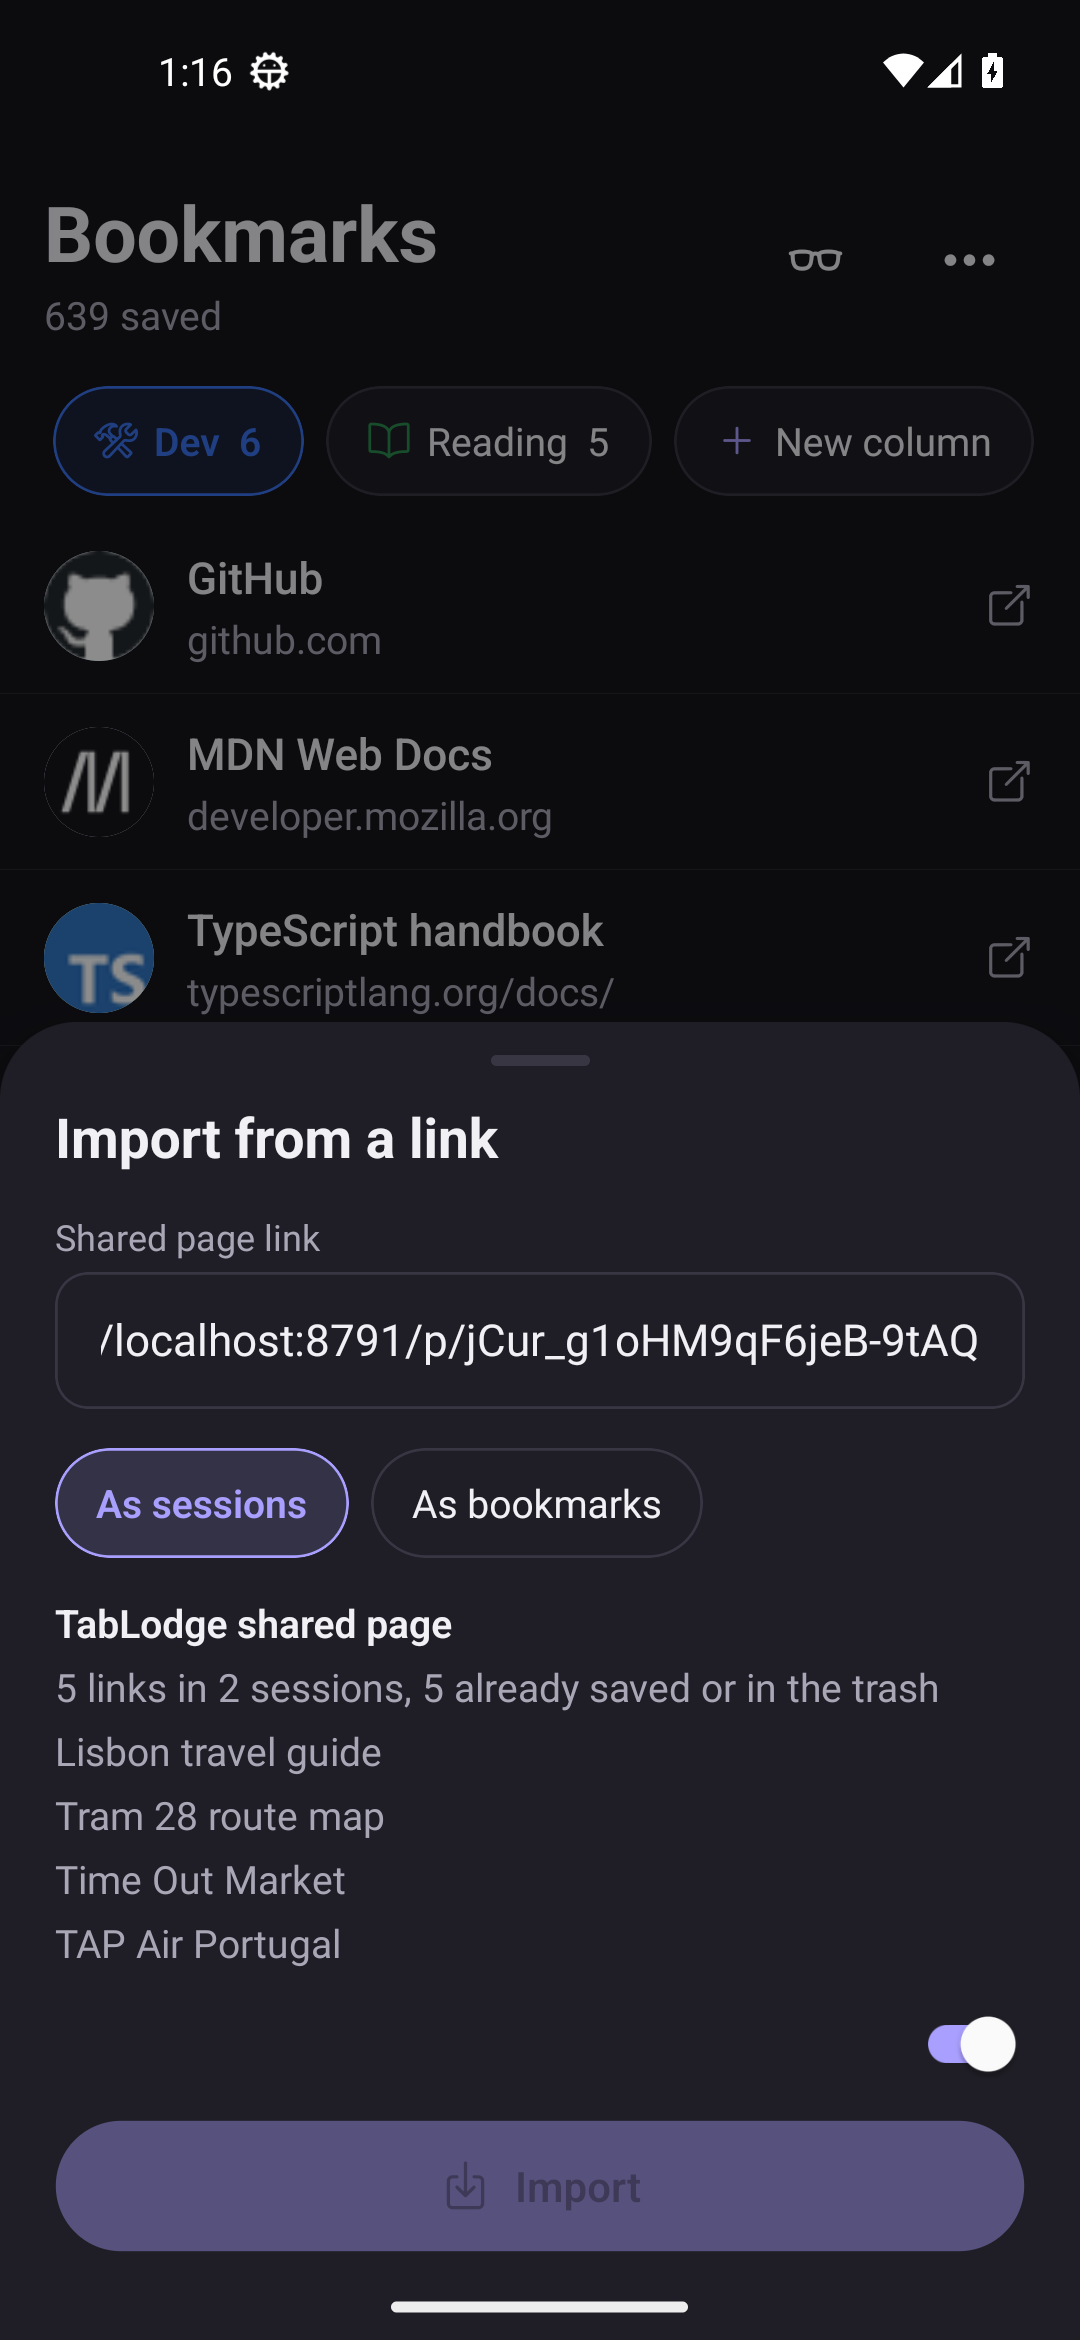 1:16
Bookmarks
639 saved
Dev 6
Reading 5
New column
GitHub
github.com
MDN Web Docs
developer.mozilla.org
TS
TypeScript handbook
typescriptlang.org/docs/
Import from a link
Shared page link
/localhost:8791/p/jCur_g1oHM9qF6jeB-9tAQ
As sessions
As bookmarks
TabLodge shared page
5 links in 2 sessions, 5 already saved or in the trash
Lisbon travel guide
Tram 28 route map
Time Out Market
TAP Air Portugal
Import